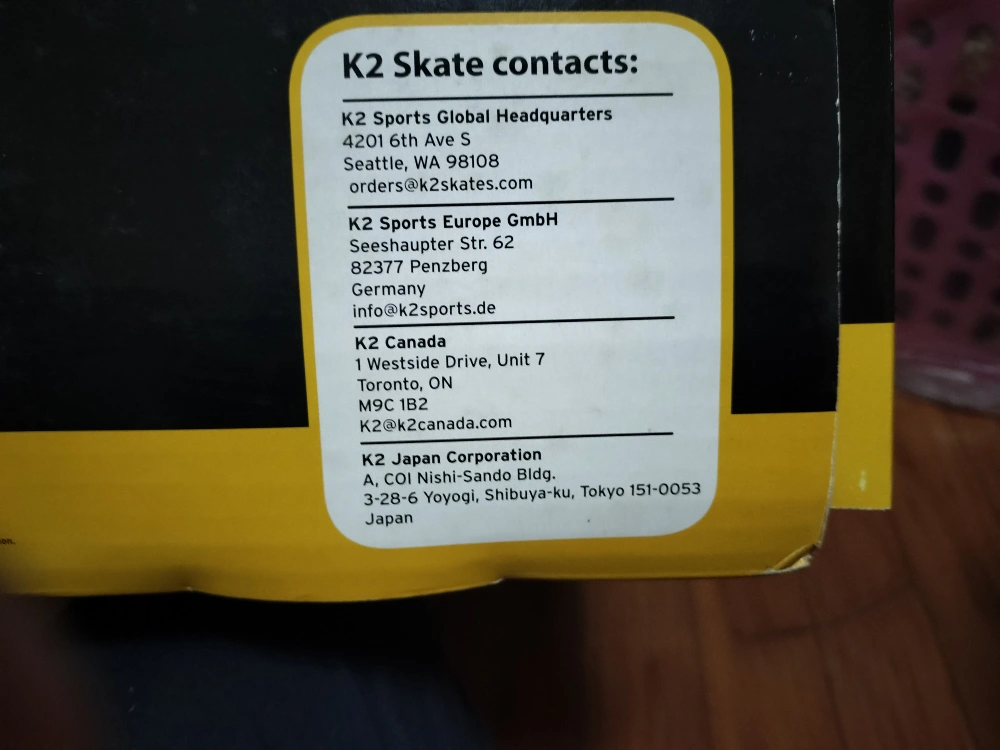 K2 Skate contacts:
K2 Sports Global Headquarters
4201 6th Ave S
Seattle, WA 98108
orders@k2skates.com
K2 Sports Europe GmbH
Seeshaupter Str. 62
82377 Penzberg
Germany
info@k2sports.de
K2 Canada
1 Westside Drive, Unit 7
Toronto, ON
M9C 1B2
K2@k2canada.com
K2 Japan Corporation
A, COI Nishi-Sando Bldg.
3-28-6 Yoyogi, Shibuya-ku, Tokyo 151-0053
Japan